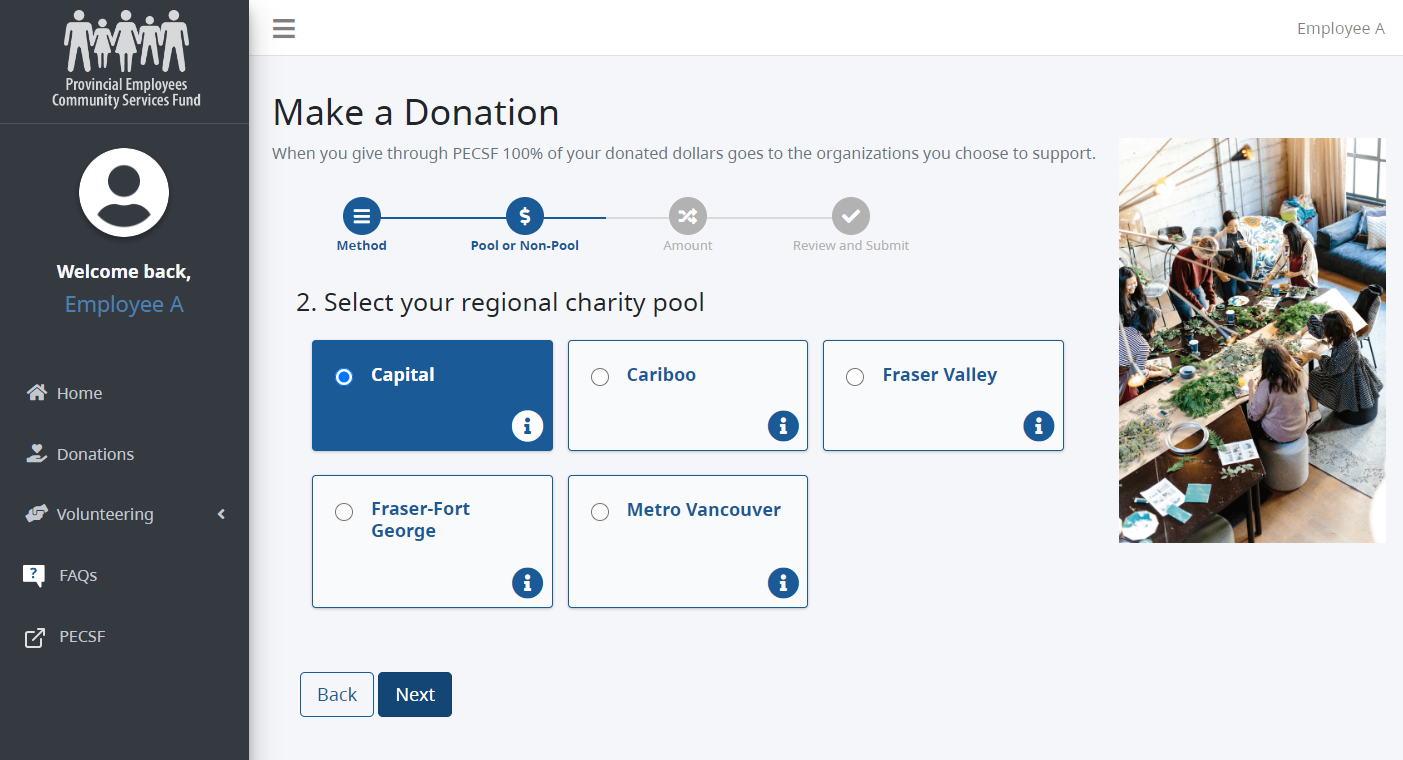 Provincial Employees
Community Services Fund
Welcome back,
Employee A
Home
Donations
Volunteering
FAQs
PECSF
Employee A
Make a Donation
When you give through PECSF 100% of your donated dollars goes to the organizations you choose to support.
Method
Pool or Non-Pool
Amount
Review and Submit
2. Select your regional charity pool
Capital
Cariboo
Fraser Valley
Fraser-Fort
George
Metro Vancouver
Back
Next